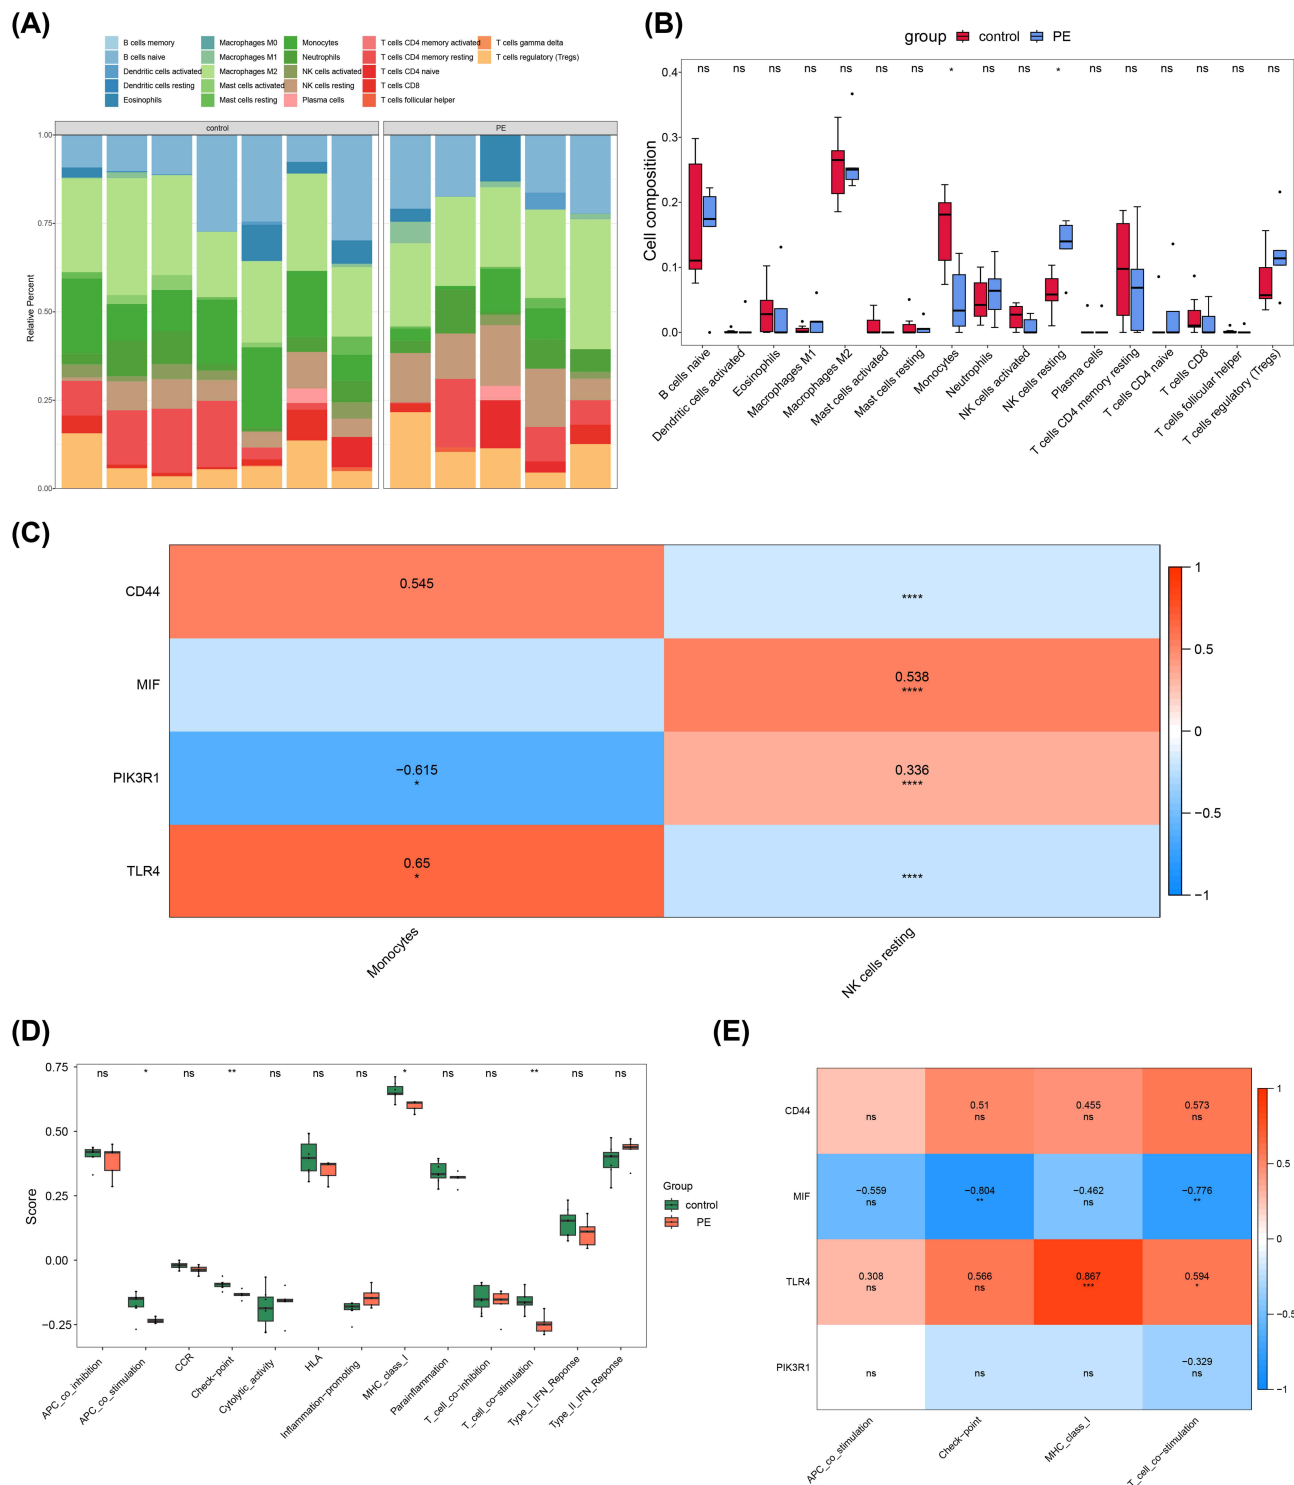 (A)
B cells memory
B cells naive
Dendritic cells activated
Dendritic cells resting
Eosinophils
Macrophages M0
Macrophages M1
Macrophages M2
Mast cells activated
Mast cells resting
Monocytes
Neutrophils
NK cells activated
NK cells resting
Plasma cells
T cells CD4 memory activated
T cells CD4 memory resting
T cells CD4 naive
T cells CD8
T cells follicular helper
T cells gamma delta
T cells regulatory (Tregs)
control
PE
Relative Percent
1.00
0.75
0.50
0.25
0.00
(B)
group control PE
Cell composition
0.4
0.3
0.2
0.1
0.0
ns ns ns ns ns ns ns * ns ns * ns ns ns ns ns ns
B cells naive
Dendritic cells activated
Eosinophils
Macrophages M1
Macrophages M2
Mast cells activated
Mast cells resting
Monocytes
Neutrophils
NK cells activated
NK cells resting
Plasma cells
T cells CD4 memory resting
T cells CD4 naive
T cells CD8
T cells follicular helper
T cells regulatory (Tregs)
(C)
CD44
0.545
****
MIF
0.538
****
PIK3R1
−0.615
*
0.336
****
TLR4
0.65
*
****
Monocytes
NK cells resting
1
0.5
0
−0.5
−1
(D)
Score
0.75
0.50
0.25
0.00
−0.25
ns * ns ** ns ns ns * ns ns ** ns ns
APC_co_inhibition
APC_co_stimulation
CCR
Check−point
Cytolytic_activity
HLA
Inflammation−promoting
MHC_class_I
Parainflammation
T_cell_co−inhibition
T_cell_co−stimulation
Type_I_IFN_Reponse
Type_II_IFN_Reponse
Group
control
PE
(E)
CD44
ns
0.51
ns
0.455
ns
0.573
ns
MIF
−0.559
ns
−0.804
**
−0.462
ns
−0.776
**
TLR4
0.308
ns
0.566
ns
0.867
***
0.594
*
PIK3R1
ns
ns
ns
−0.329
ns
APC_co_stimulation
Check−point
MHC_class_I
T_cell_co−stimulation
1
0.5
0
−0.5
−1